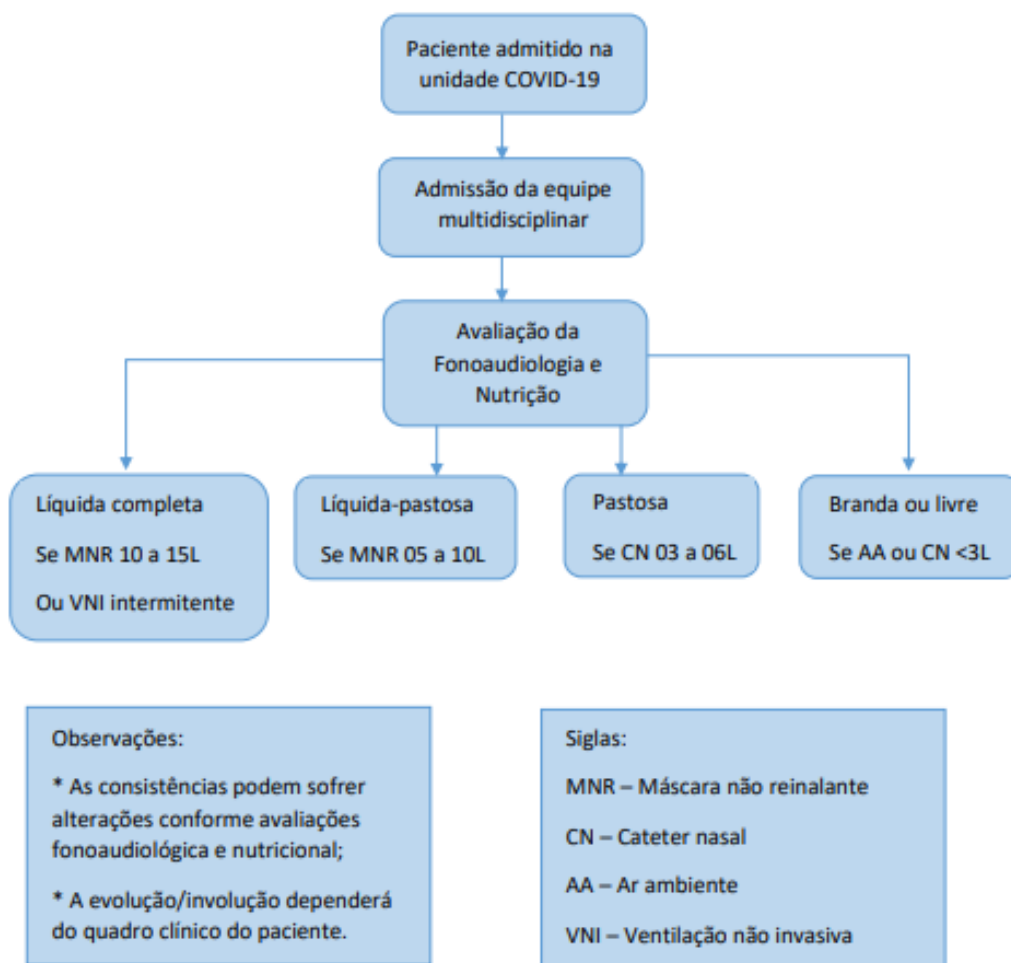 Paciente admitido na
unidade COVID-19
Admissão da equipe
multidisciplinar
Avaliação da
Fonoaudiologia e
Nutrição
Líquida completa
Se MNR 10 a 15L
Ou VNI intermitente
Líquida-pastosa
Se MNR 05 a 10L
Pastosa
Se CN 03 a 06L
Branda ou livre
Se AA ou CN <3L
Observações:
* As consistências podem sofrer
alterações conforme avaliações
fonoaudiológica e nutricional;
* A evolução/involução dependerá
do quadro clínico do paciente.
Siglas:
MNR – Máscara não reinalante
CN – Cateter nasal
AA – Ar ambiente
VNI – Ventilação não invasiva